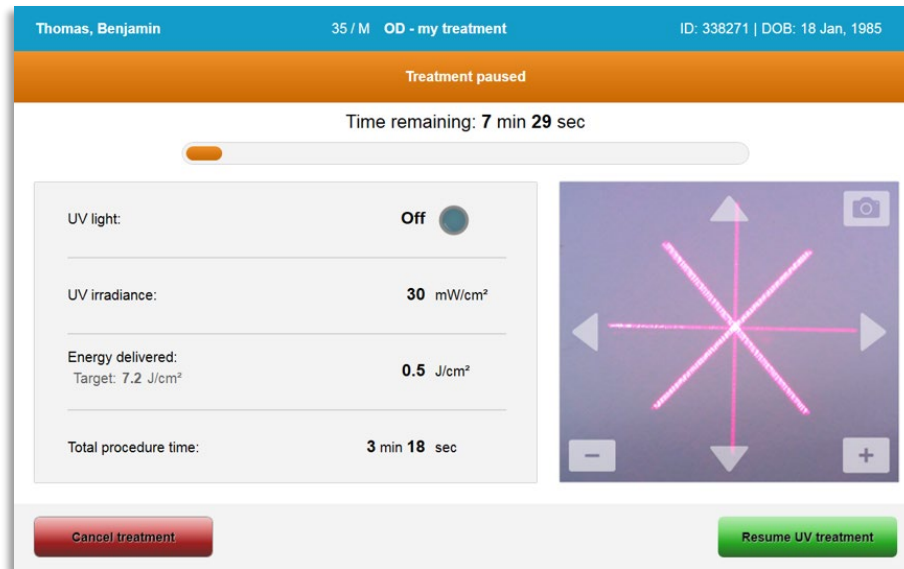 Thomas, Benjamin 35 / M OD - my treatment ID: 338271 | DOB: 18 Jan, 1985
Treatment paused
Time remaining: 7 min 29 sec
UV light: Off
UV irradiance: 30 mW/cm²
Energy delivered:
Target: 7.2 J/cm² 0.5 J/cm²
Total procedure time: 3 min 18 sec
Cancel treatment Resume UV treatment